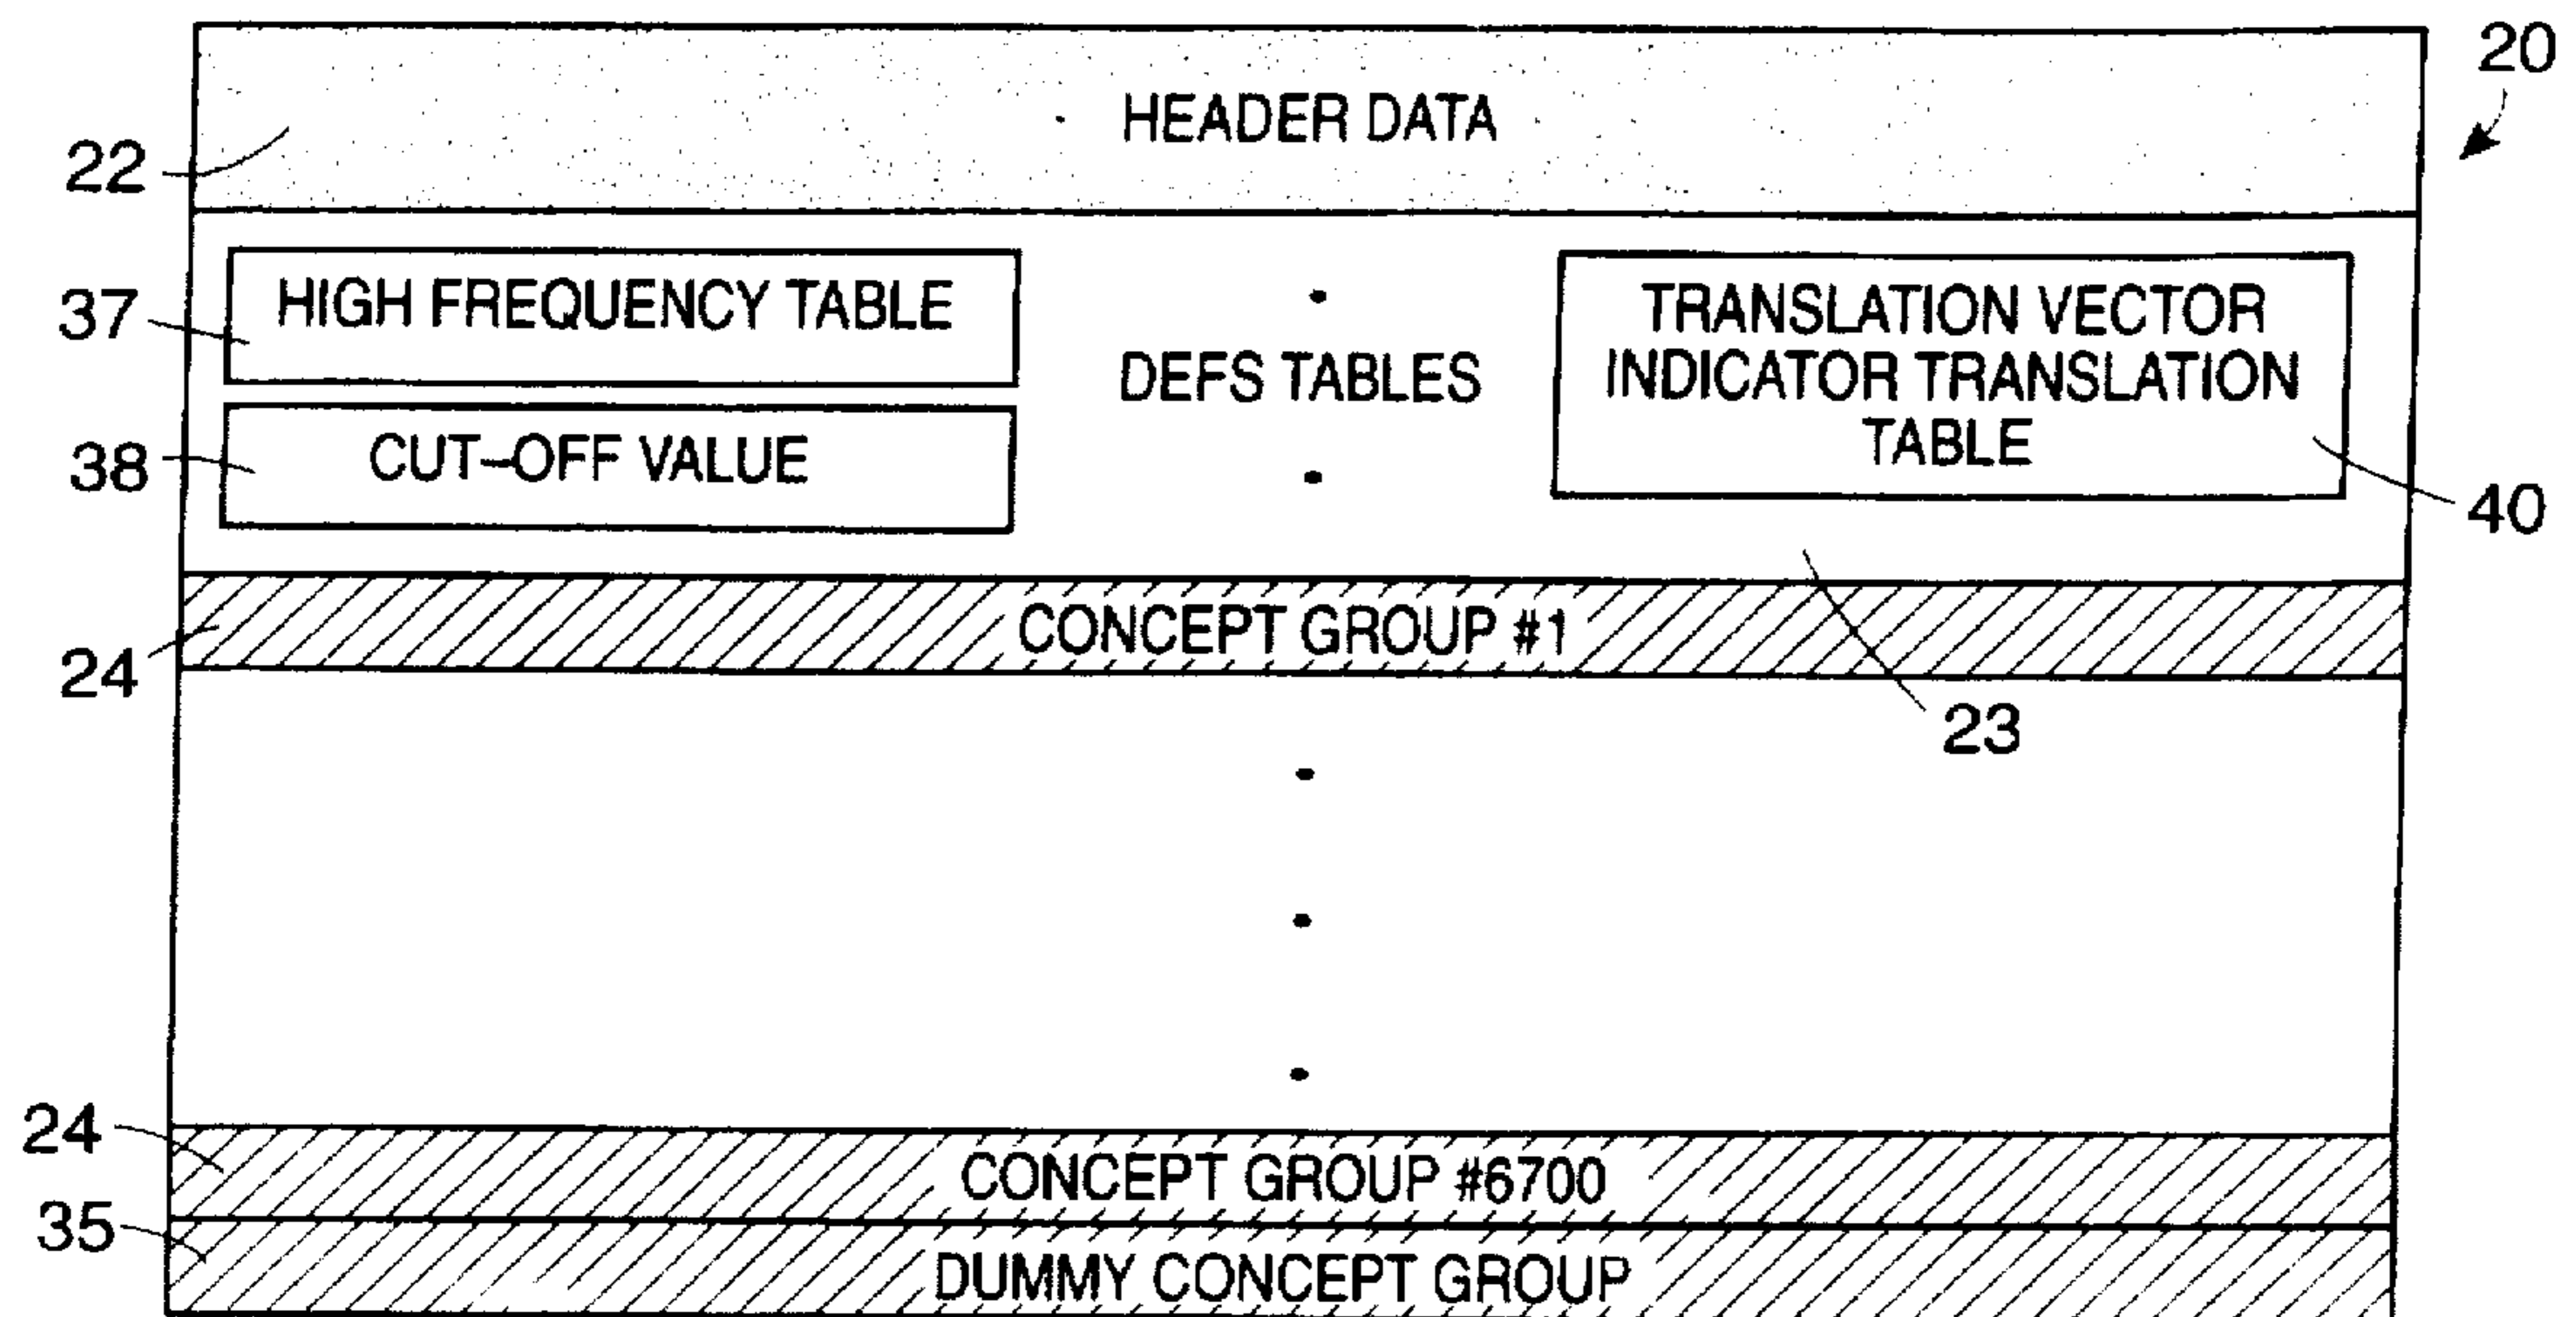 20
HEADER DATA
22
HIGH FREQUENCY TABLE
37
CUT-OFF VALUE
38
DEFS TABLES
TRANSLATION VECTOR
INDICATOR TRANSLATION
TABLE
40
23
CONCEPT GROUP #1
24
CONCEPT GROUP #6700
24
DUMMY CONCEPT GROUP
35